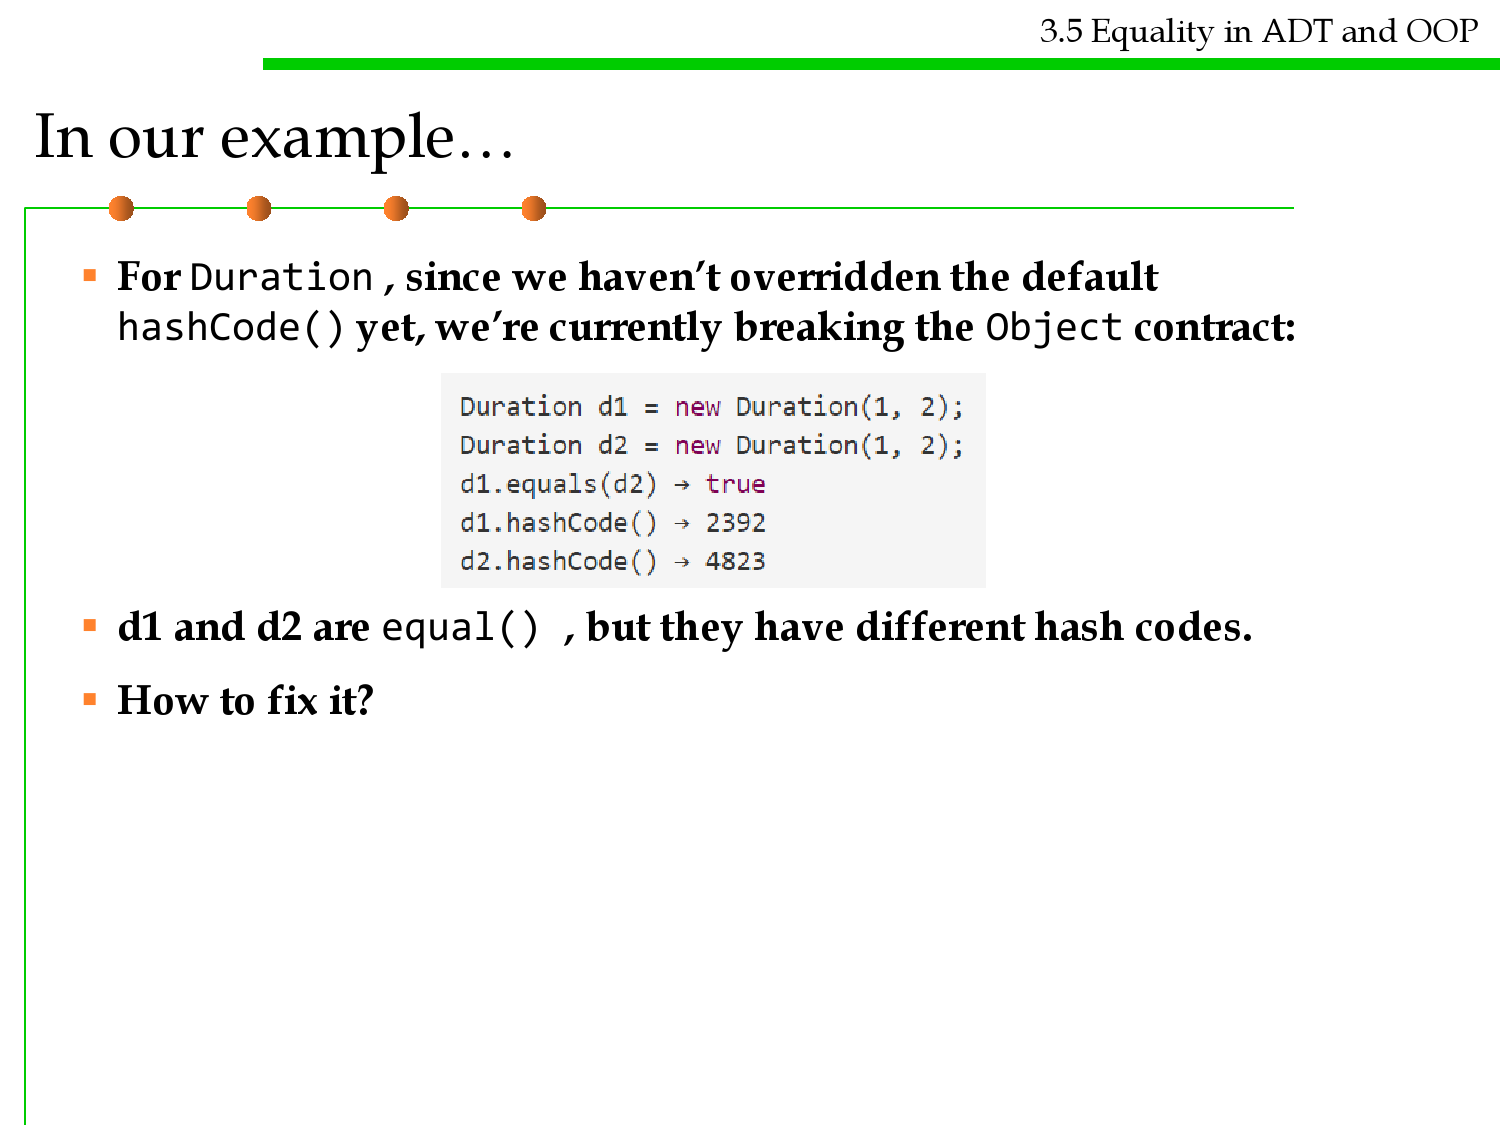 3.5 Equality in ADT and OOP
In our example…
▪ For Duration , since we haven’t overridden the default
hashCode() yet, we’re currently breaking the Object contract:
Duration d1 = new Duration(1, 2);
Duration d2 = new Duration(1, 2);
d1.equals(d2) → true
d1.hashCode() → 2392
d2.hashCode() → 4823
▪ d1 and d2 are equal() , but they have different hash codes.
▪ How to fix it?